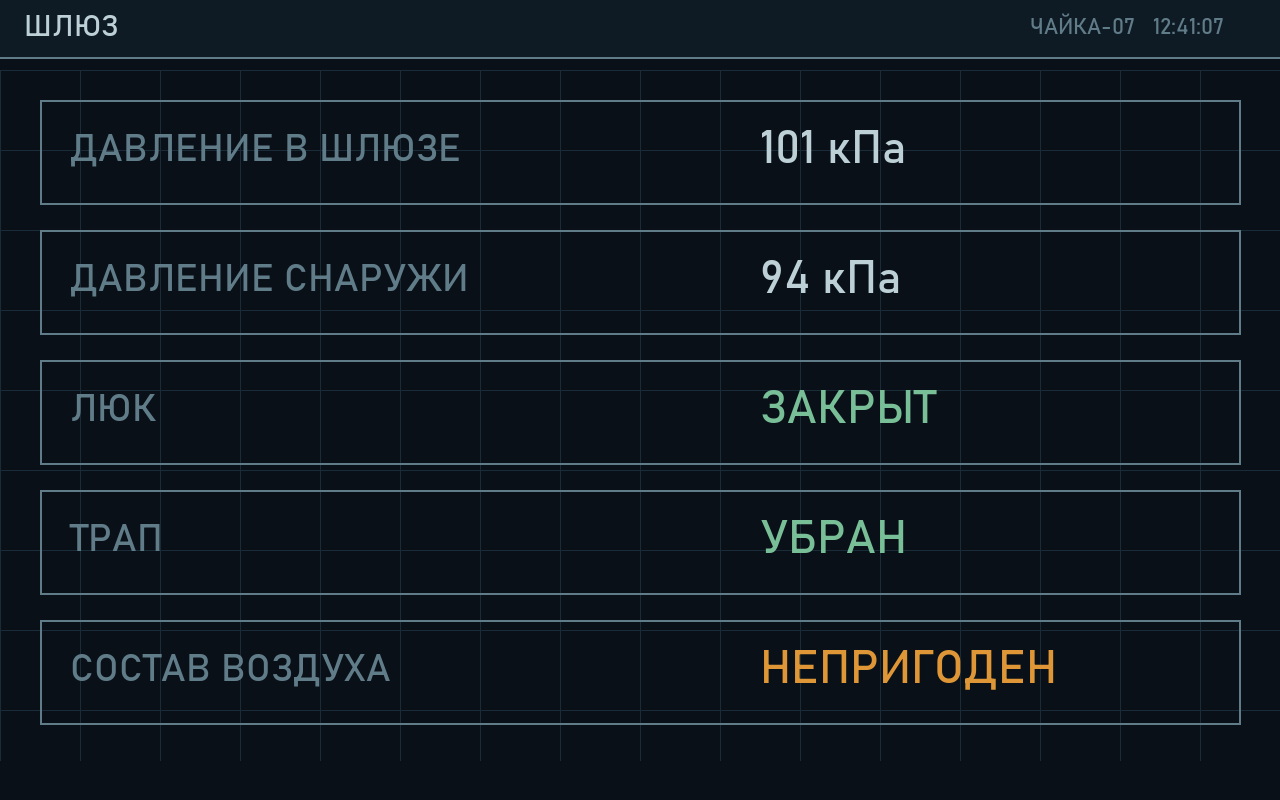 ШЛЮЗ
ЧАЙКА-07 12:41:07
ДАВЛЕНИЕ В ШЛЮЗЕ 101 кПа
ДАВЛЕНИЕ СНАРУЖИ 94 кПа
ЛЮК ЗАКРЫТ
ТРАП УБРАН
СОСТАВ ВОЗДУХА НЕПРИГОДЕН